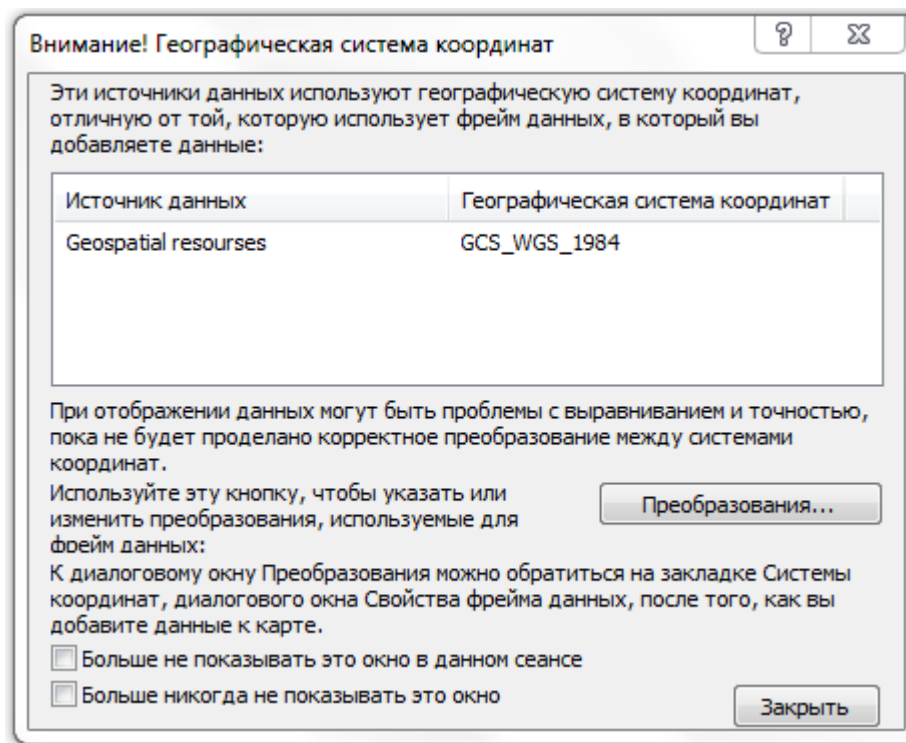 Внимание! Географическая система координат
Эти источники данных используют географическую систему координат,
отличную от той, которую использует фрейм данных, в который вы
добавляете данные:
Источник данных Географическая система координат
Geospatial resourses GCS_WGS_1984
При отображении данных могут быть проблемы с выравниванием и точностью,
пока не будет проделано корректное преобразование между системами
координат.
Используйте эту кнопку, чтобы указать или
изменить преобразования, используемые для
фрейм данных:
Преобразования...
К диалоговому окну Преобразования можно обратиться на закладке Системы
координат, диалогового окна Свойства фрейма данных, после того, как вы
добавите данные к карте.
Больше не показывать это окно в данном сеансе
Больше никогда не показывать это окно
Закрыть